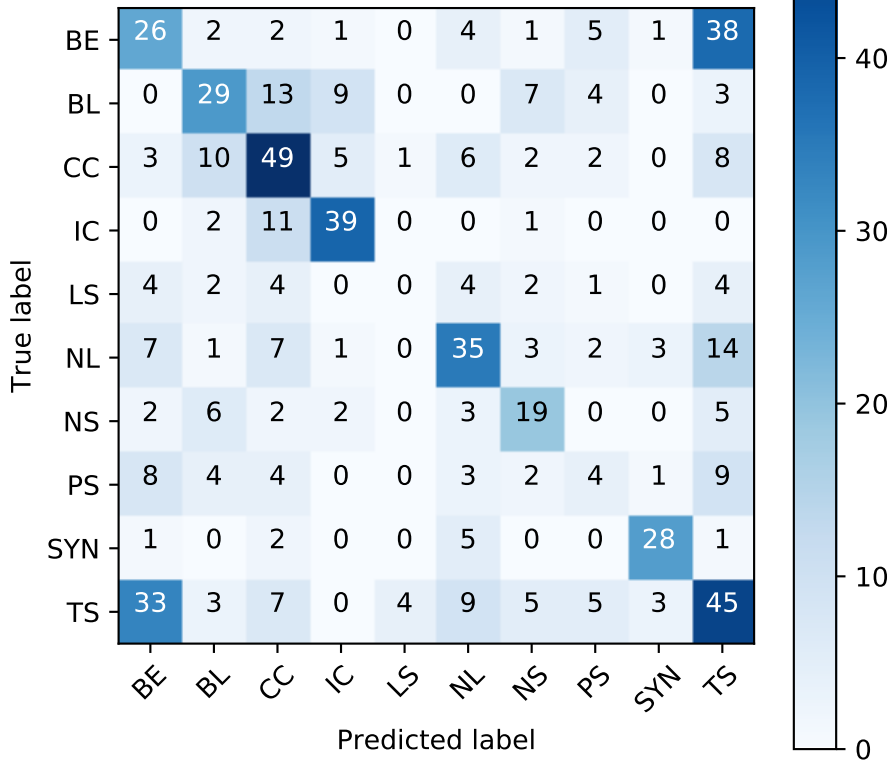 BE 26 2 2 1 0 4 1 5 1 38
BL 0 29 13 9 0 0 7 4 0 3
CC 3 10 49 5 1 6 2 2 0 8
IC 0 2 11 39 0 0 1 0 0 0
LS 4 2 4 0 0 4 2 1 0 4
NL 7 1 7 1 0 35 3 2 3 14
NS 2 6 2 2 0 3 19 0 0 5
PS 8 4 4 0 0 3 2 4 1 9
SYN 1 0 2 0 0 5 0 0 28 1
TS 33 3 7 0 4 9 5 5 3 45
BE BL CC IC LS NL NS PS SYN TS
Predicted label
True label
40
30
20
10
0